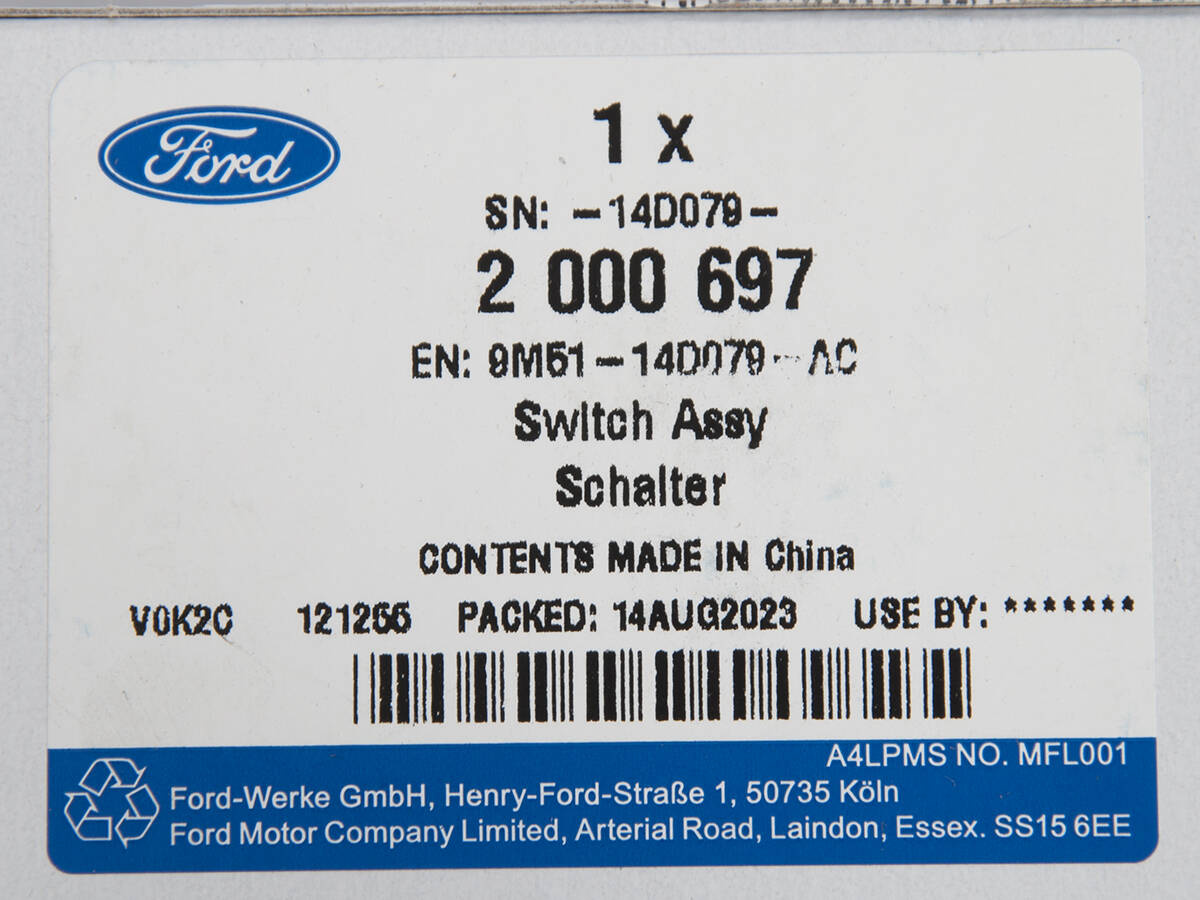 Ford
1 x
SN: -14D079-
2 000 697
EN: 9M51-14D079-AC
Switch Assy
Schalter
CONTENTS MADE IN China
V0K2C 121266 PACKED: 14AUG2023 USE BY: *******
A4LPMS NO. MFL001
Ford-Werke GmbH, Henry-Ford-Straße 1, 50735 Köln
Ford Motor Company Limited, Arterial Road, Laindon, Essex. SS15 6EE